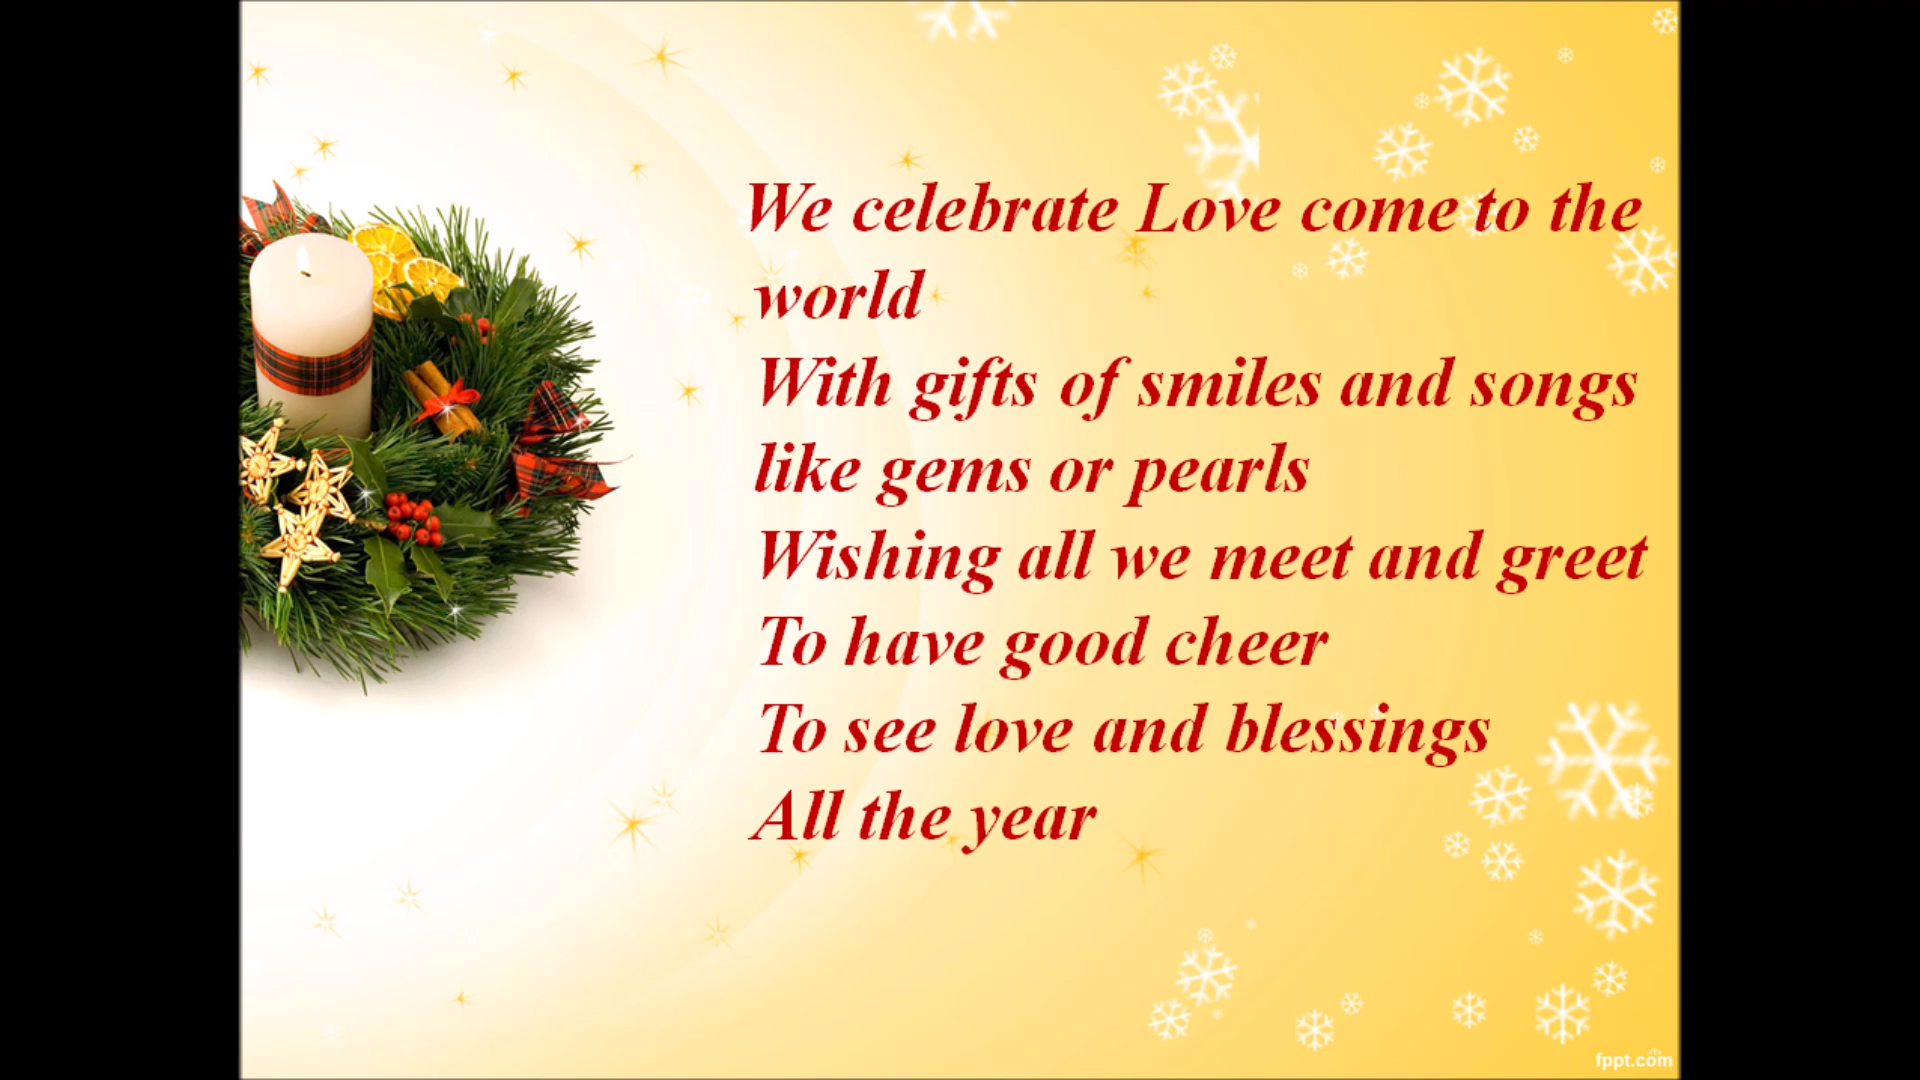 We celebrate Love come to the
world
With gifts of smiles and songs
like gems or pearls
Wishing all we meet and greet
To have good cheer
To see love and blessings
All the year
fppt.com